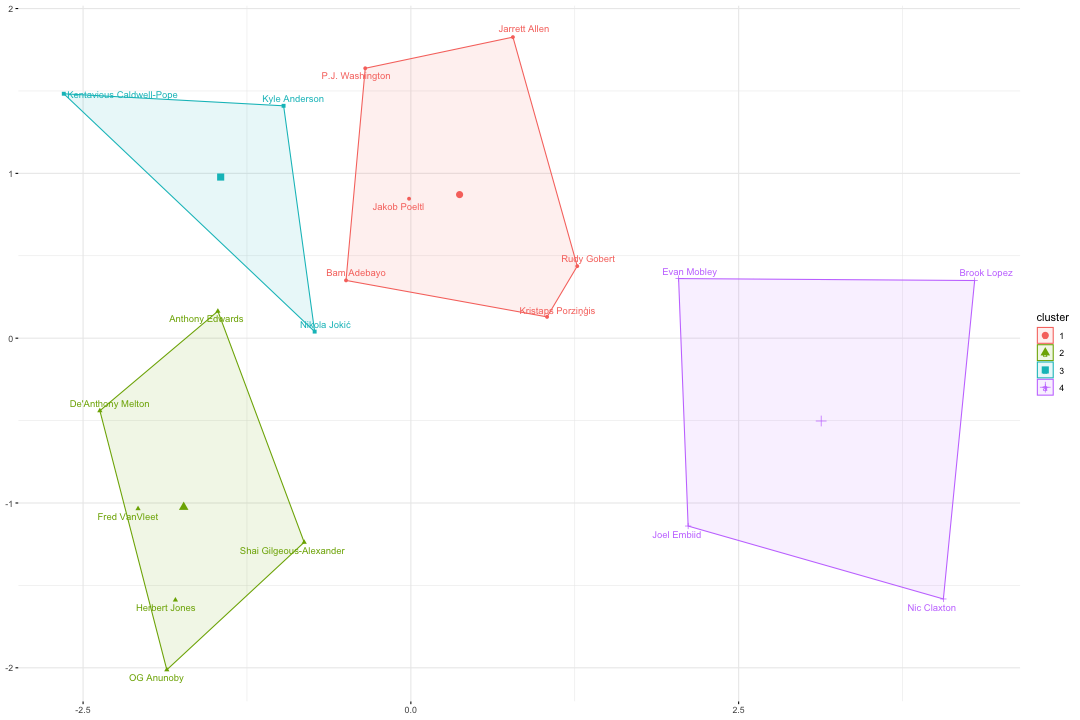 2
Jarrett Allen
P.J. Washington
Kentavious Caldwell-Pope
Kyle Anderson
1
Jakob Poeltl
Rudy Gobert
Bam Adebayo
Evan Mobley
Brook Lopez
Kristaps Porziņģis
Anthony Edwards
Nikola Jokić
cluster
1
2
3
4
0
De'Anthony Melton
-1
Fred VanVleet
Joel Embiid
Shai Gilgeous-Alexander
Herbert Jones
Nic Claxton
-2
OG Anunoby
-2.5
0.0
2.5